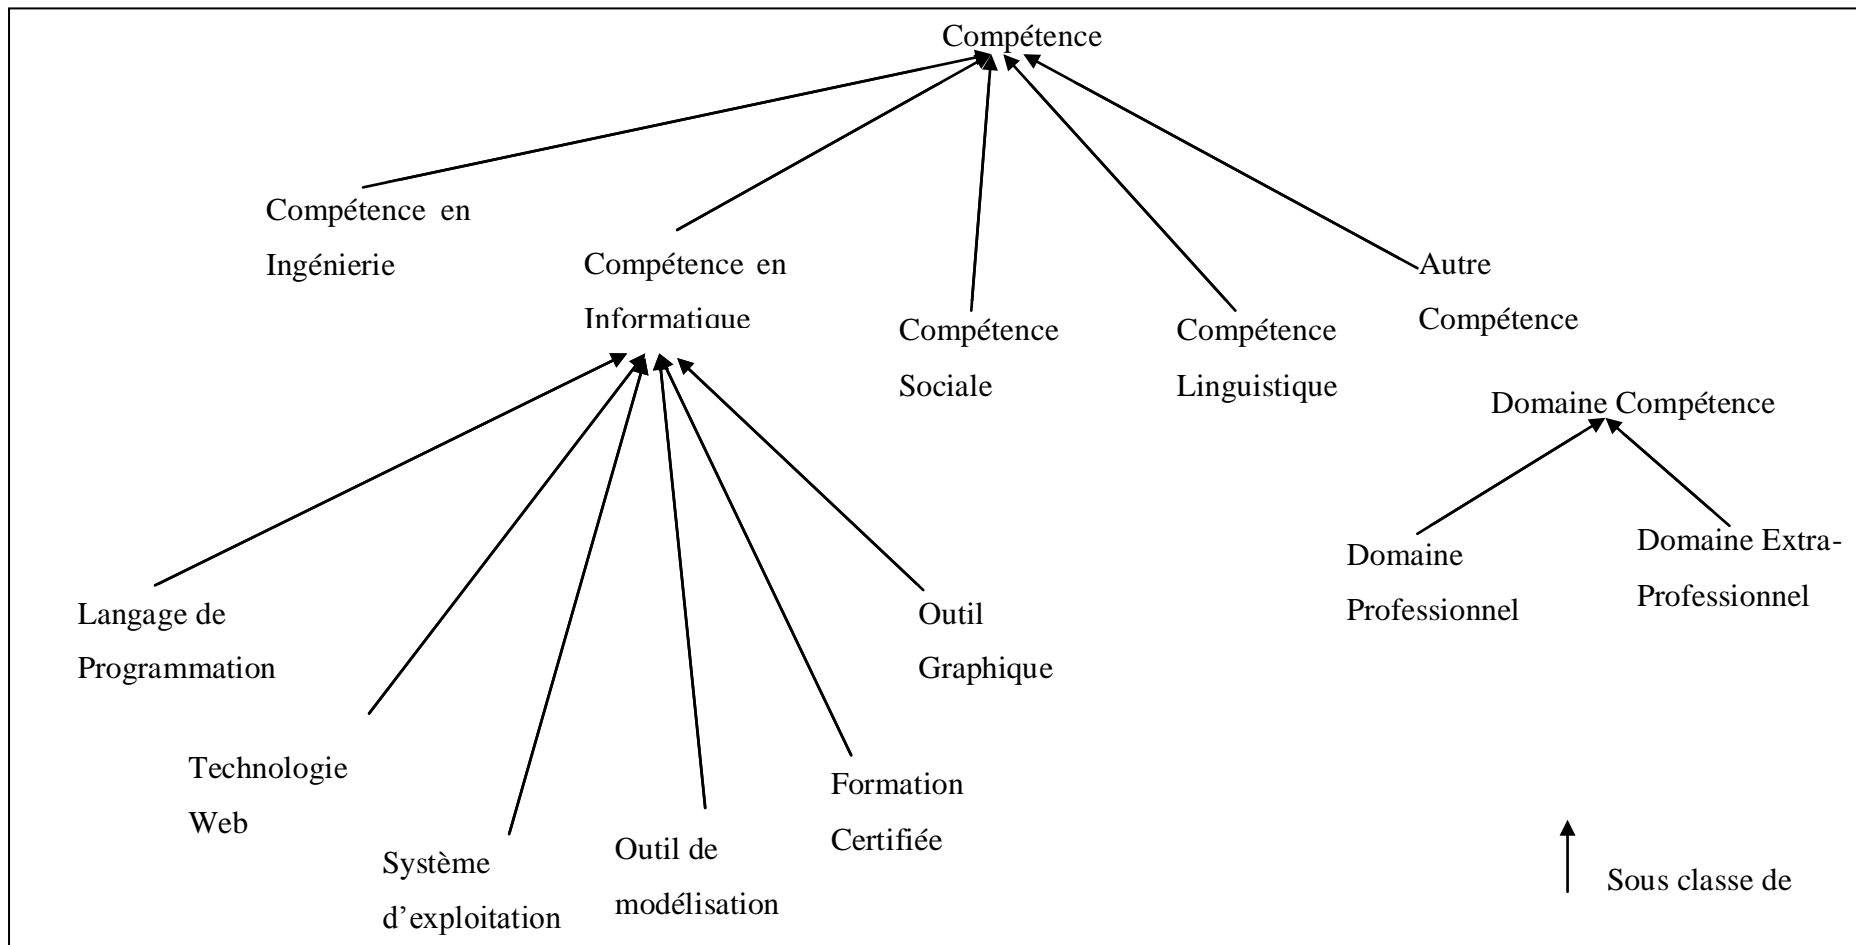 Compétence
Compétence en
Ingénierie
Compétence en
Informatique
Compétence
Sociale
Compétence
Linguistique
Autre
Compétence
Domaine Compétence
Domaine
Professionnel
Domaine Extra-
Professionnel
Langage de
Programmation
Technologie
Web
Système
d’exploitation
Outil de
modélisation
Formation
Certifiée
Outil
Graphique
Sous classe de